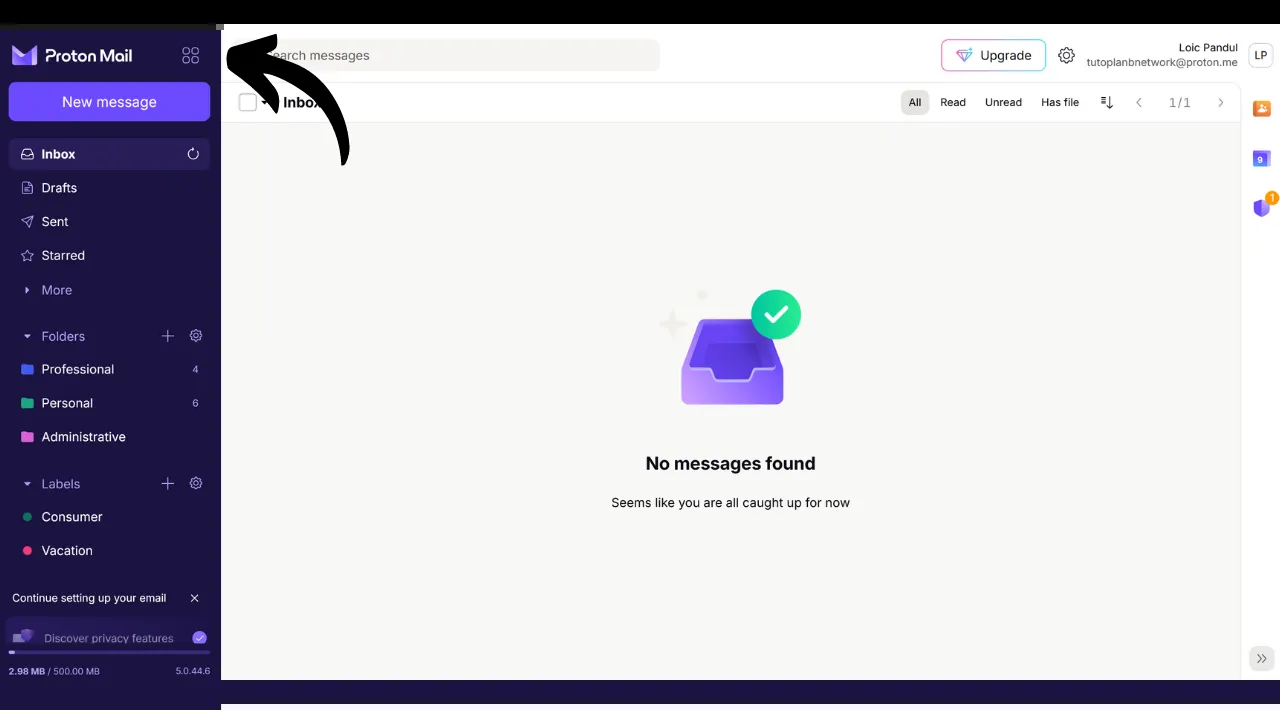 Proton Mail
New message
Inbox
Drafts
Sent
Starred
More
Folders
Professional 4
Personal 6
Administrative
Labels
Consumer
Vacation
Continue setting up your email
Discover privacy features
2.98 MB / 500.00 MB 5.0.44.6
messages
Upgrade
Loic Pandul
tutoplanbnetwork@proton.me
LP
Inbox
All Read Unread Has file 1/1
9
1
No messages found
Seems like you are all caught up for now